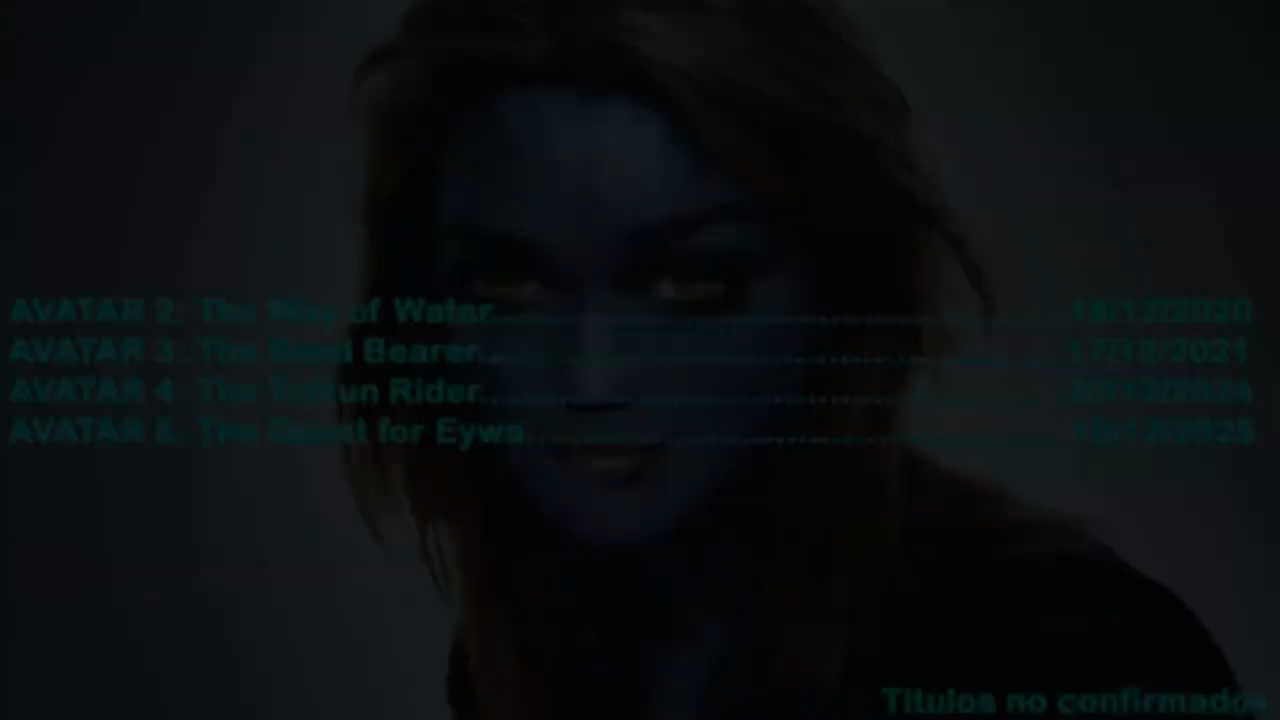 AVATAR 2: The Way of Water.......... 18/12/2020
AVATAR 3: The Seed Bearer.......... 17/12/2021
AVATAR 4: The Tulkun Rider.......... 20/12/2024
AVATAR 5: The Quest for Eywa.......... 19/12/2025
Titulos no confirmados